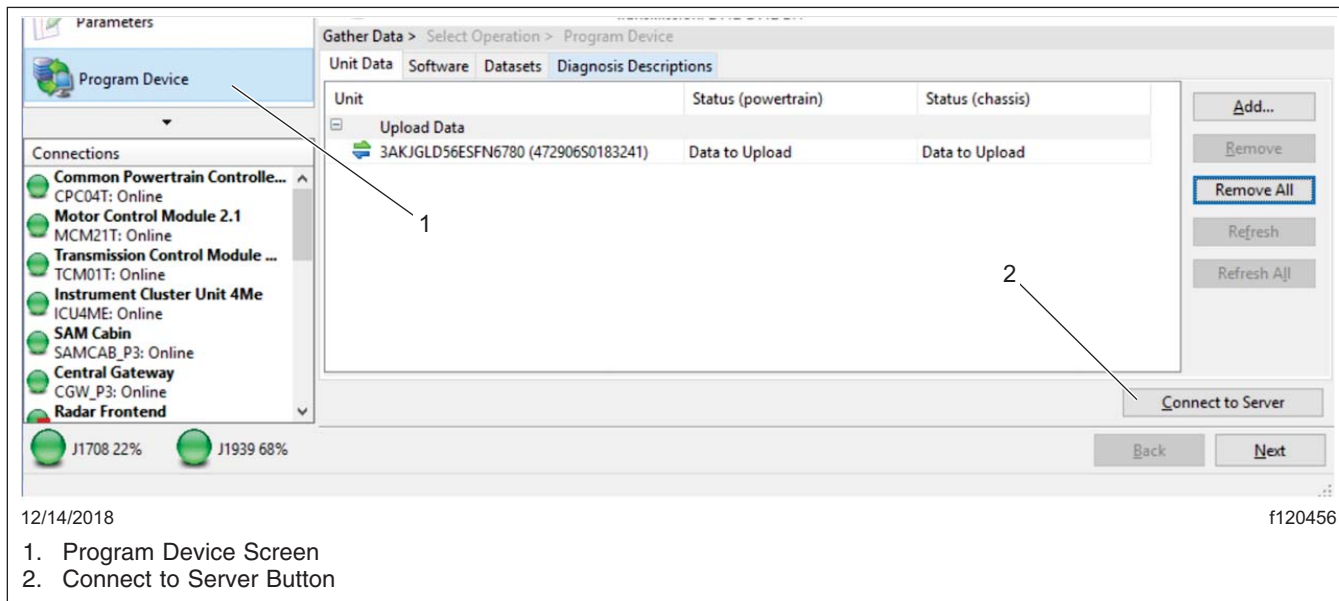 Parameters
Program Device
Connections
Common Powertrain Controlle...
CPC04T: Online
Motor Control Module 2.1
MCM21T: Online
Transmission Control Module ...
TCM01T: Online
Instrument Cluster Unit 4Me
ICU4ME: Online
SAM Cabin
SAMCAB_P3: Online
Central Gateway
CGW_P3: Online
Radar Frontend
J1708 22% J1939 68%
Gather Data > Select Operation > Program Device
Unit Data Software Datasets Diagnosis Descriptions
Unit Status (powertrain) Status (chassis)
Upload Data
3AKJGLD56ESFN6780 (472906S0183241) Data to Upload Data to Upload
Add...
Remove
Remove All
Refresh
Refresh All
1
2
Connect to Server
Back Next
12/14/2018 f120456
1. Program Device Screen
2. Connect to Server Button